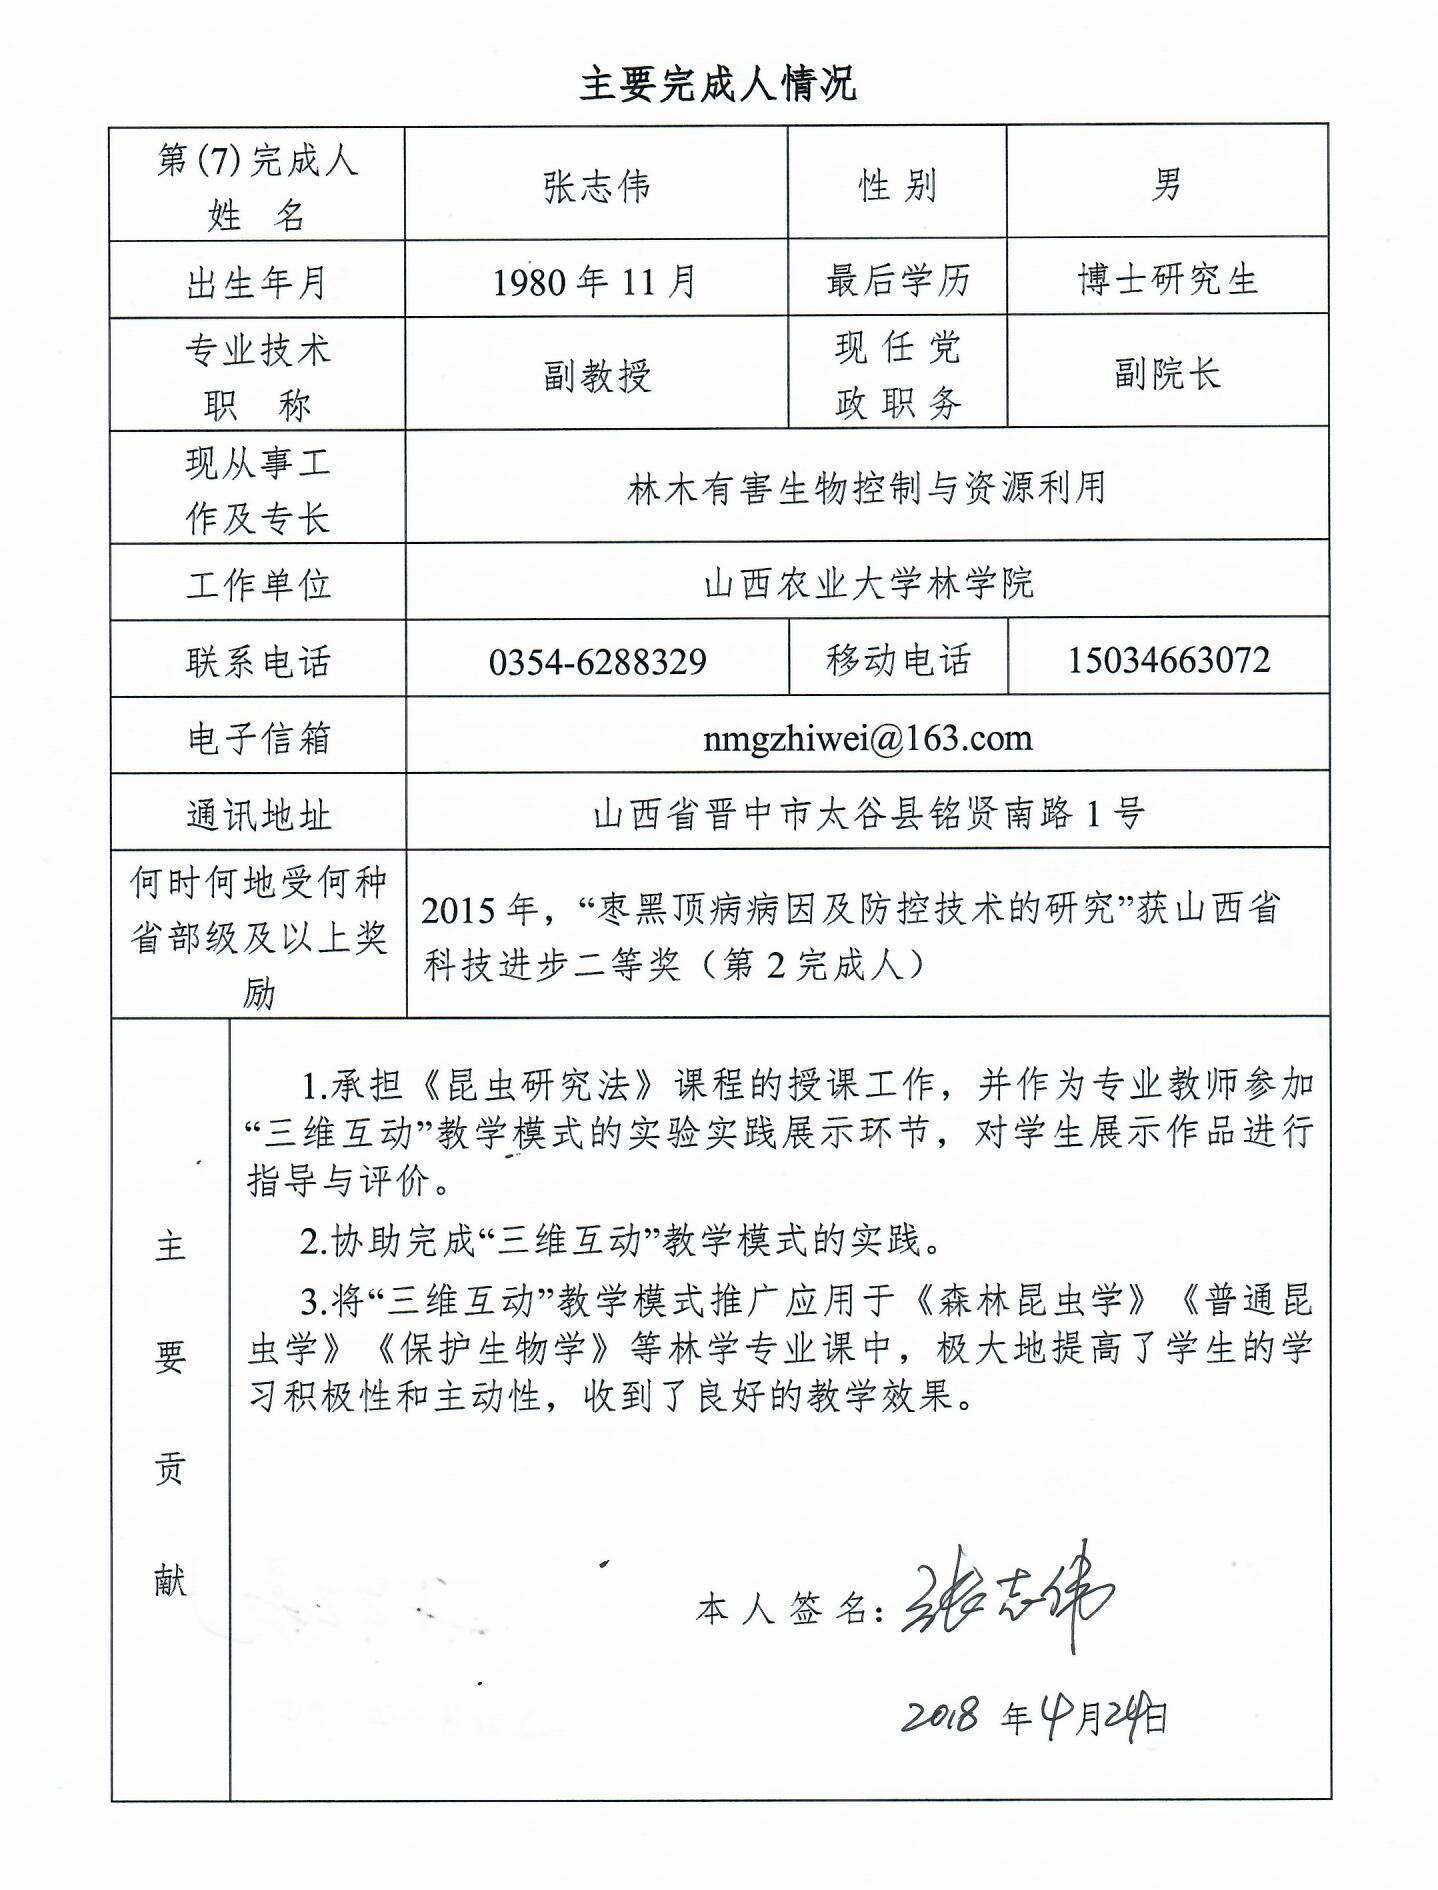 主要完成人情况
第(7)完成人
姓 名
张志伟
性 别
男
出生年月
1980年11月
最后学历
博士研究生
专业技术
职 称
副教授
现 任 党
政 职 务
副院长
现从事工
作及专长
林木有害生物控制与资源利用
工作单位
山西农业大学林学院
联系电话
0354-6288329
移动电话
15034663072
电子信箱
nmgzhiwei@163.com
通讯地址
山西省晋中市太谷县铭贤南路1号
何时何地受何种
省部级及以上奖
励
2015年，“枣黑顶病病因及防控技术的研究”获山西省
科技进步二等奖（第2完成人）
主
要
贡
献
1.承担《昆虫研究法》课程的授课工作，并作为专业教师参加
“三维互动”教学模式的实验实践展示环节，对学生展示作品进行
指导与评价。
2.协助完成“三维互动”教学模式的实践。
3.将“三维互动”教学模式推广应用于《森林昆虫学》《普通昆
虫学》《保护生物学》等林学专业课中，极大地提高了学生的学
习积极性和主动性，收到了良好的教学效果。
本人签名：张志伟
2018年4月24日